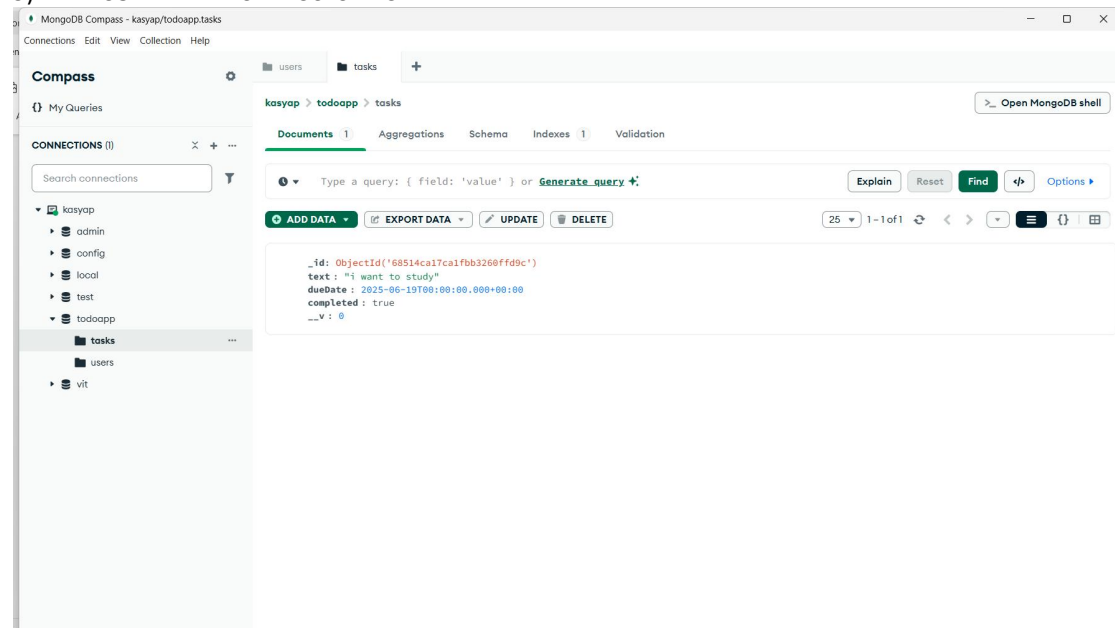 MongoDB Compass - kasyap/todoapp.tasks
Connections Edit View Collection Help
Compass
{} My Queries
CONNECTIONS (1)
Search connections
kasyap
admin
config
local
test
todoapp
tasks
users
vit
users tasks
kasyap > todoapp > tasks
>_ Open MongoDB shell
Documents 1 Aggregations Schema Indexes 1 Validation
Type a query: { field: 'value' } or Generate query
Explain Reset Find </> Options
ADD DATA EXPORT DATA UPDATE DELETE
25 1-1 of 1 {}
_id: ObjectId('68514ca17ca1fbb3260ffd9c')
text : "i want to study"
dueDate : 2025-06-19T00:00:00.000+00:00
completed : true
__v : 0